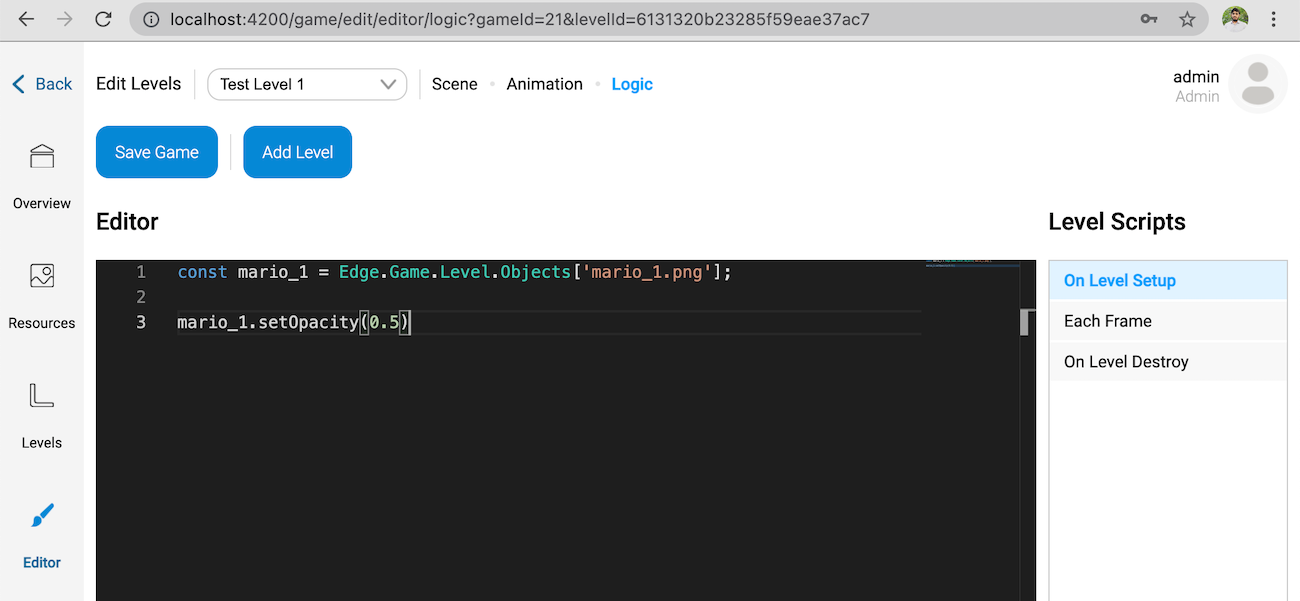 localhost:4200/game/edit/editor/logic?gameId=21&levelId=6131320b23285f59eae37ac7
Back
Edit Levels
Test Level 1
Scene
Animation
Logic
admin
Admin
Save Game
Add Level
Overview
Resources
Levels
Editor
Editor
1 const mario_1 = Edge.Game.Level.Objects['mario_1.png'];
2
3 mario_1.setOpacity(0.5)
Level Scripts
On Level Setup
Each Frame
On Level Destroy